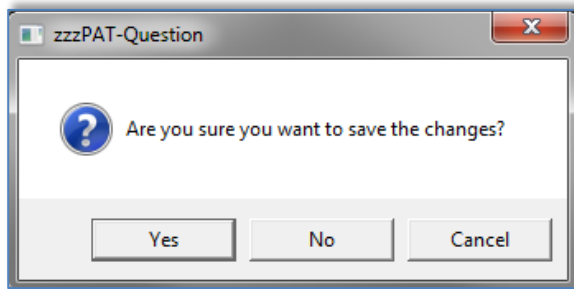 zzzPAT-Question
Are you sure you want to save the changes?
Yes No Cancel